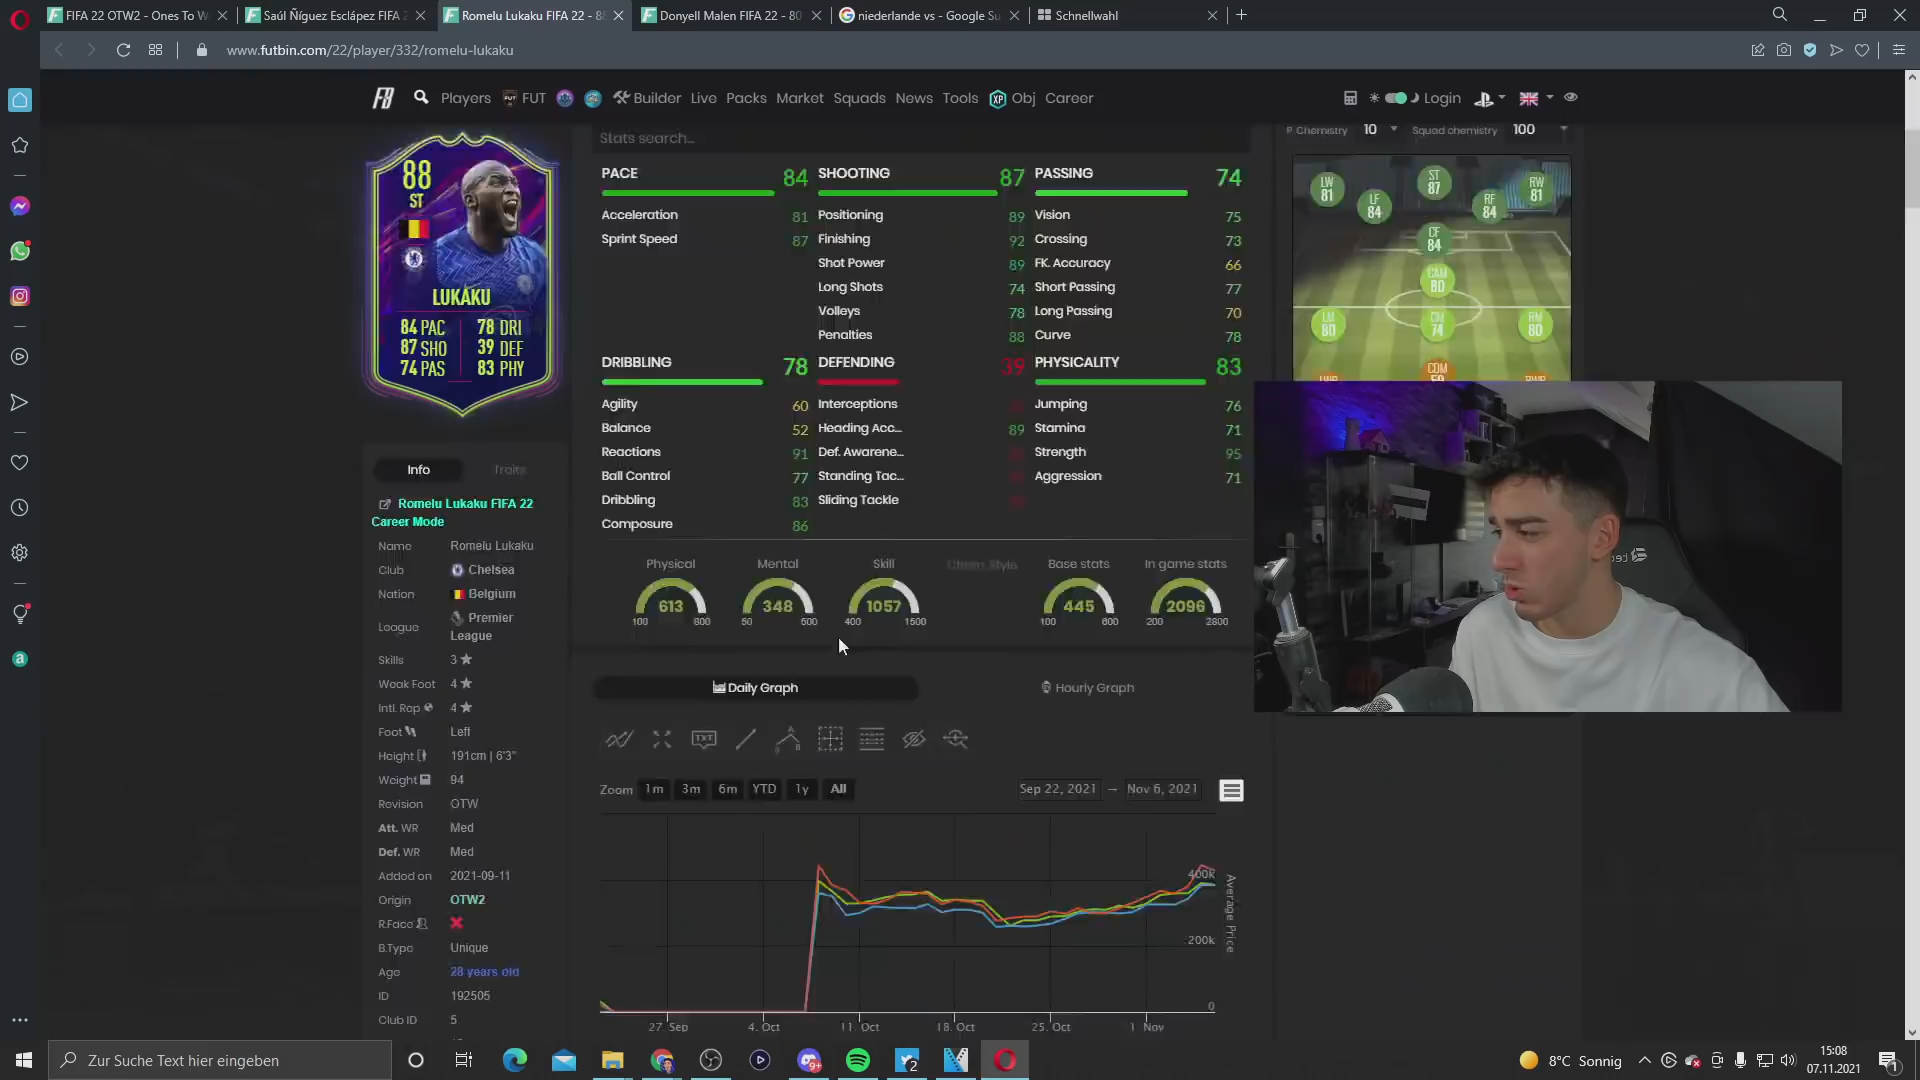 FIFA 22 OTW2 - Ones To W
Saúl Ñíguez Esclápez FIFA 2
Romelu Lukaku FIFA 22 - 88
Donyell Malen FIFA 22 - 80
niederlande vs - Google Su
Schnellwahl
www.futbin.com/22/player/332/romelu-lukaku
Players
FUT
Builder
Live
Packs
Market
Squads
News
Tools
Obj
Career
Login
Stats search...
Chemistry 10
Squad chemistry 100
88
ST
LUKAKU
84 PAC 78 DRI
87 SHO 39 DEF
74 PAS 83 PHY
PACE 84
Acceleration 81
Sprint Speed 87
SHOOTING 87
Positioning 89
Finishing 92
Shot Power 89
Long Shots 74
Volleys 78
Penalties 88
PASSING 74
Vision 75
Crossing 73
FK. Accuracy 66
Short Passing 77
Long Passing 70
Curve 78
DRIBBLING 78
Agility 60
Balance 52
Reactions 91
Ball Control 77
Dribbling 83
Composure 86
DEFENDING 39
Interceptions
Heading Acc... 89
Def. Awarene...
Standing Tac...
Sliding Tackle
PHYSICALITY 83
Jumping 76
Stamina 71
Strength 95
Aggression 71
LW 81
ST 87
RW 81
LF 84
RF 84
CF 84
CAM 80
LM 80
CM 74
RM 80
CDM 59
Physical
613
100 800
Mental
348
50 600
Skill
1057
400 1500
Chem. Style
Base stats
445
100 600
In game stats
2096
200 2800
Info
Traits
Romelu Lukaku FIFA 22
Career Mode
Name Romelu Lukaku
Club Chelsea
Nation Belgium
League Premier
League
Skills 3
Weak Foot 4
Intl. Rep 4
Foot Left
Height 191cm | 6'3"
Weight 94
Revision OTW
Att. WR Med
Def. WR Med
Added on 2021-09-11
Origin OTW2
R.Face
B.Type Unique
Age 28 years old
ID 192505
Club ID 5
Daily Graph
Hourly Graph
TXT
Zoom 1m 3m 6m YTD 1y All
Sep 22, 2021 → Nov 6, 2021
400k
200k
0
Average Price
27. Sep
4. Oct
11. Oct
18. Oct
25. Oct
1. Nov
Zur Suche Text hier eingeben
9+
2
8°C Sonnig
15:08
07.11.2021
1